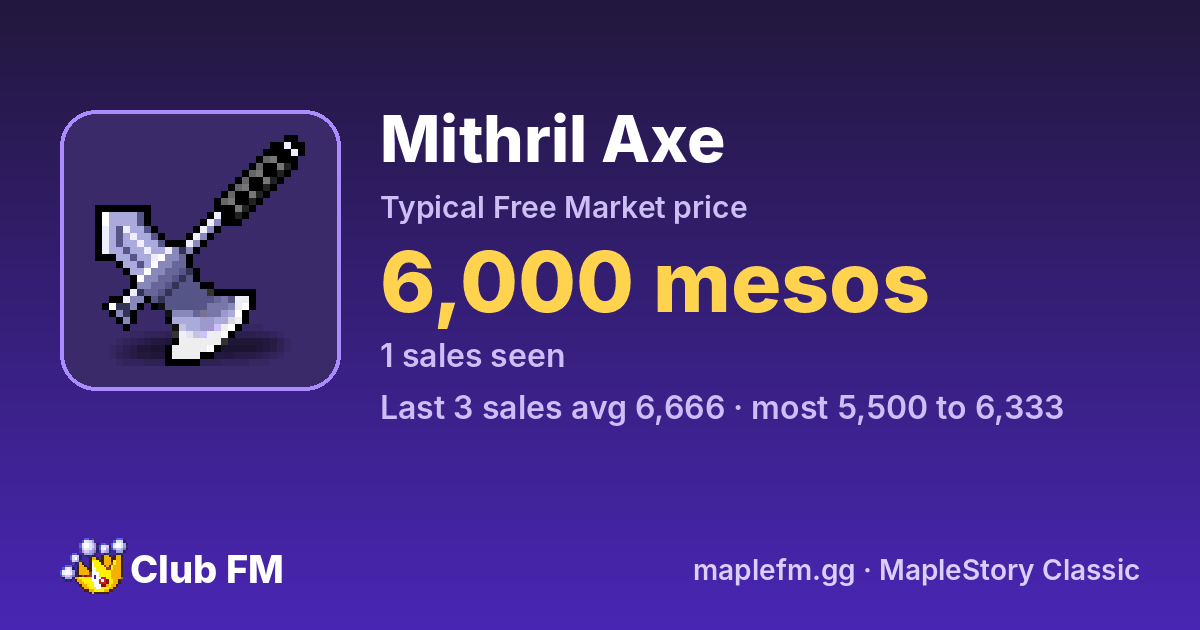 Mithril Axe
Typical Free Market price
6,000 mesos
1 sales seen
Last 3 sales avg 6,666 · most 5,500 to 6,333
Club FM
maplefm.gg · MapleStory Classic